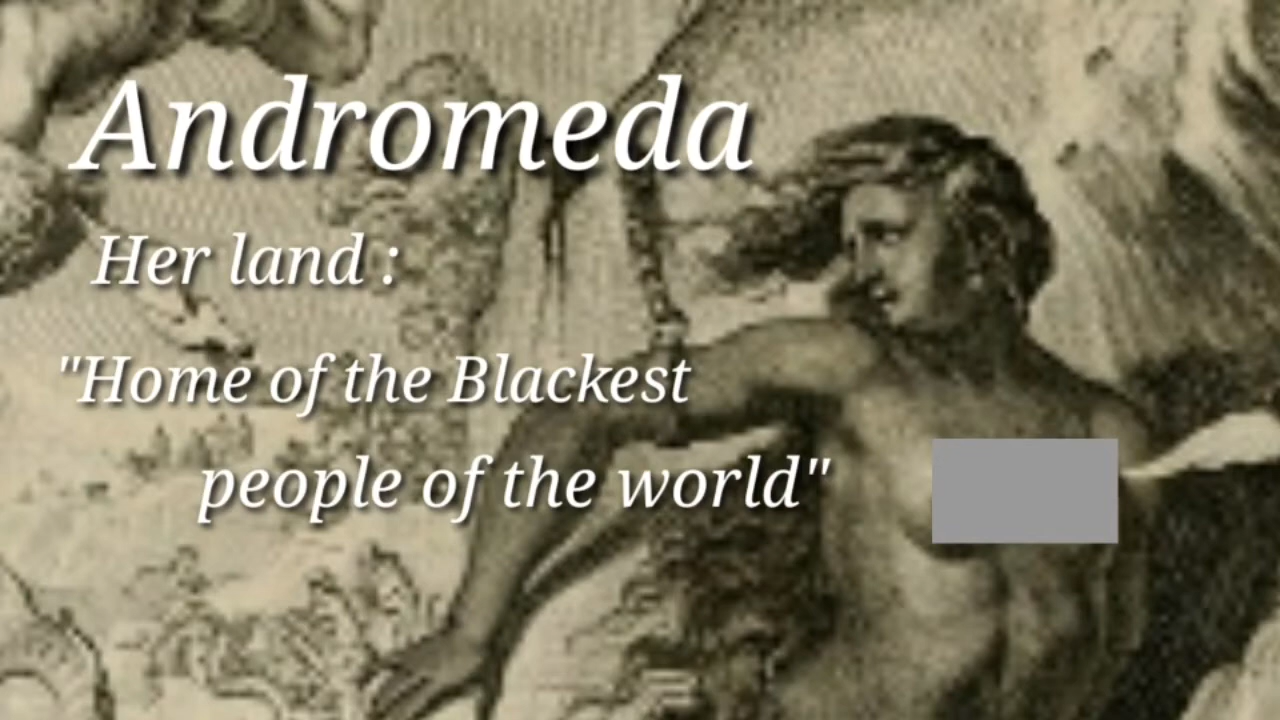 Andromeda
Her land :
"Home of the Blackest
people of the world"